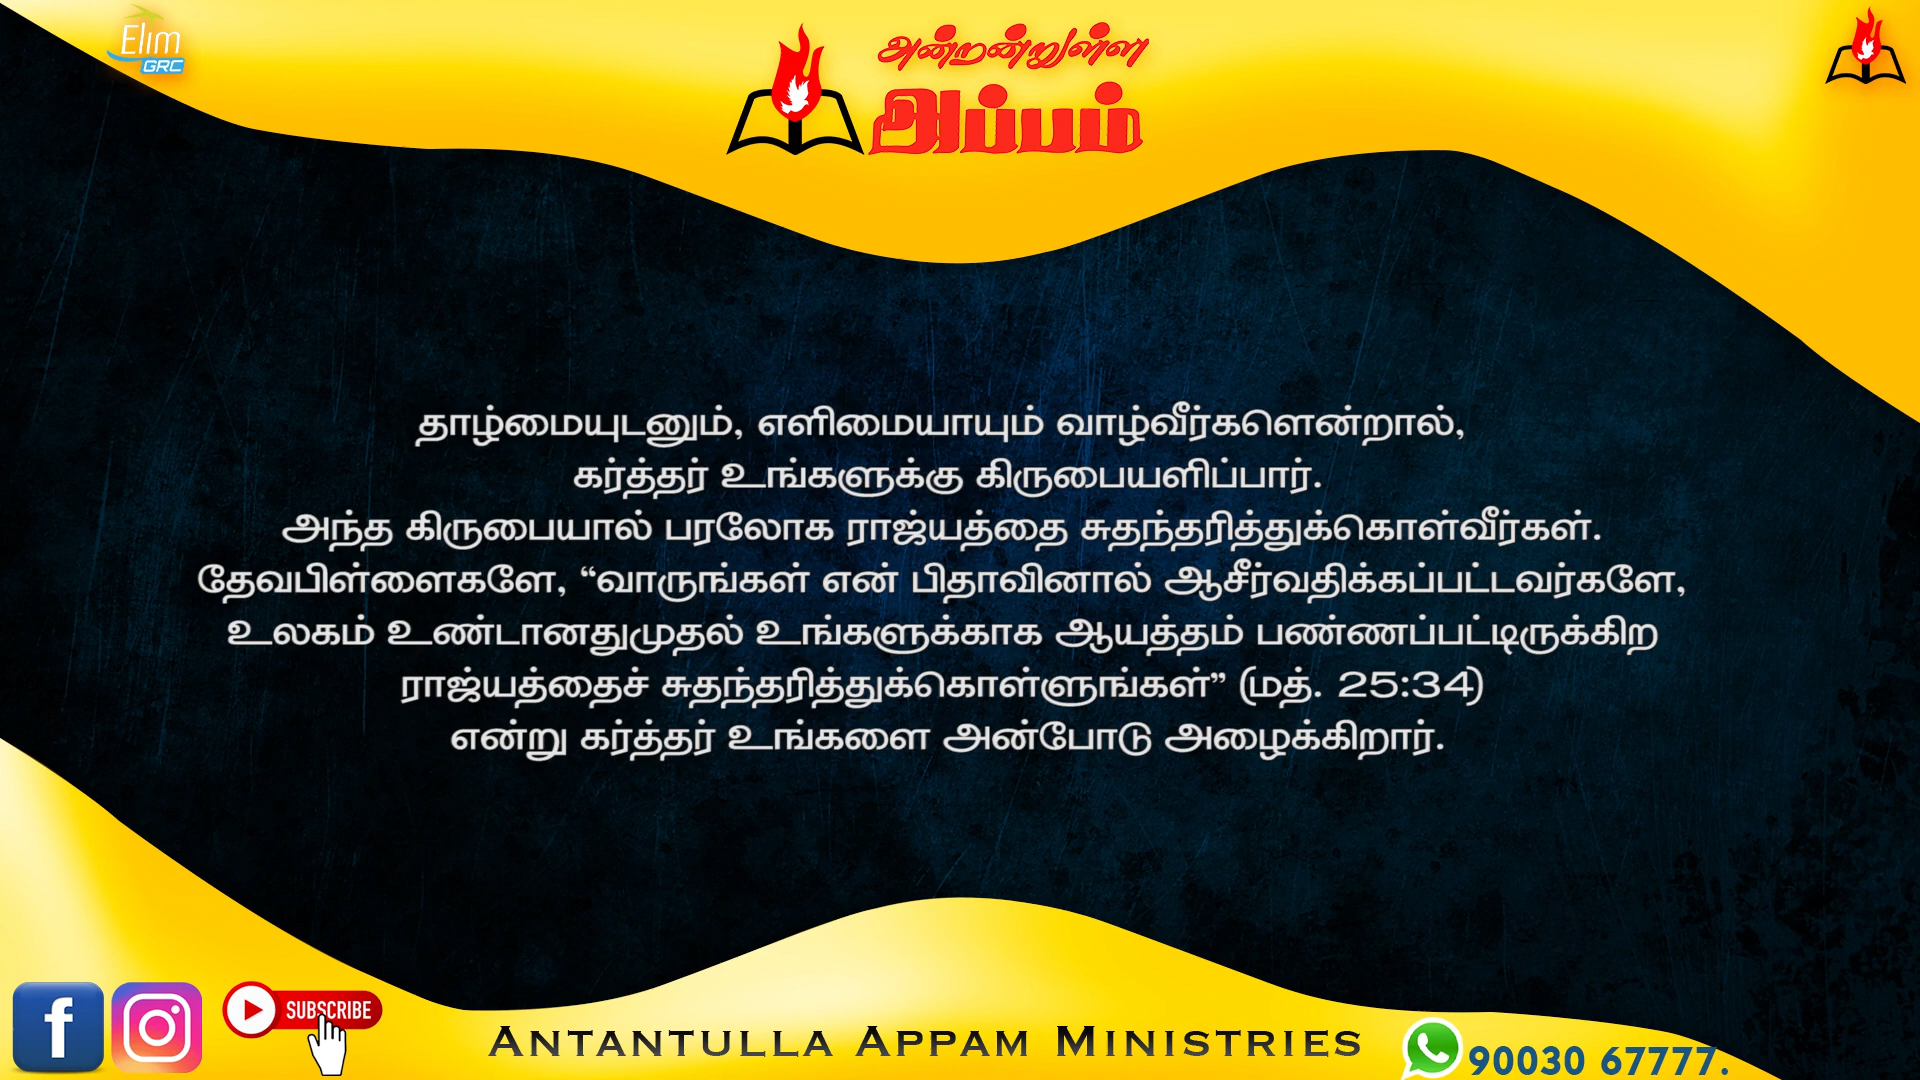 Elim
GRC
அன்றன்றுள்ள
அப்பம்
தாழ்மையுடனும், எளிமையாயும் வாழ்வீர்களென்றால்,
கர்த்தர் உங்களுக்கு கிருபையளிப்பார்.
அந்த கிருபையால் பரலோக ராஜ்யத்தை சுதந்தரித்துக்கொள்வீர்கள்.
தேவபிள்ளைகளே, “வாருங்கள் என் பிதாவினால் ஆசீர்வதிக்கப்பட்டவர்களே,
உலகம் உண்டானதுமுதல் உங்களுக்காக ஆயத்தம் பண்ணப்பட்டிருக்கிற
ராஜ்யத்தைச் சுதந்தரித்துக்கொள்ளுங்கள்” (மத். 25:34)
என்று கர்த்தர் உங்களை அன்போடு அழைக்கிறார்.
f
SUBSCRIBE
ANTANTULLA APPAM MINISTRIES
90030 67777.